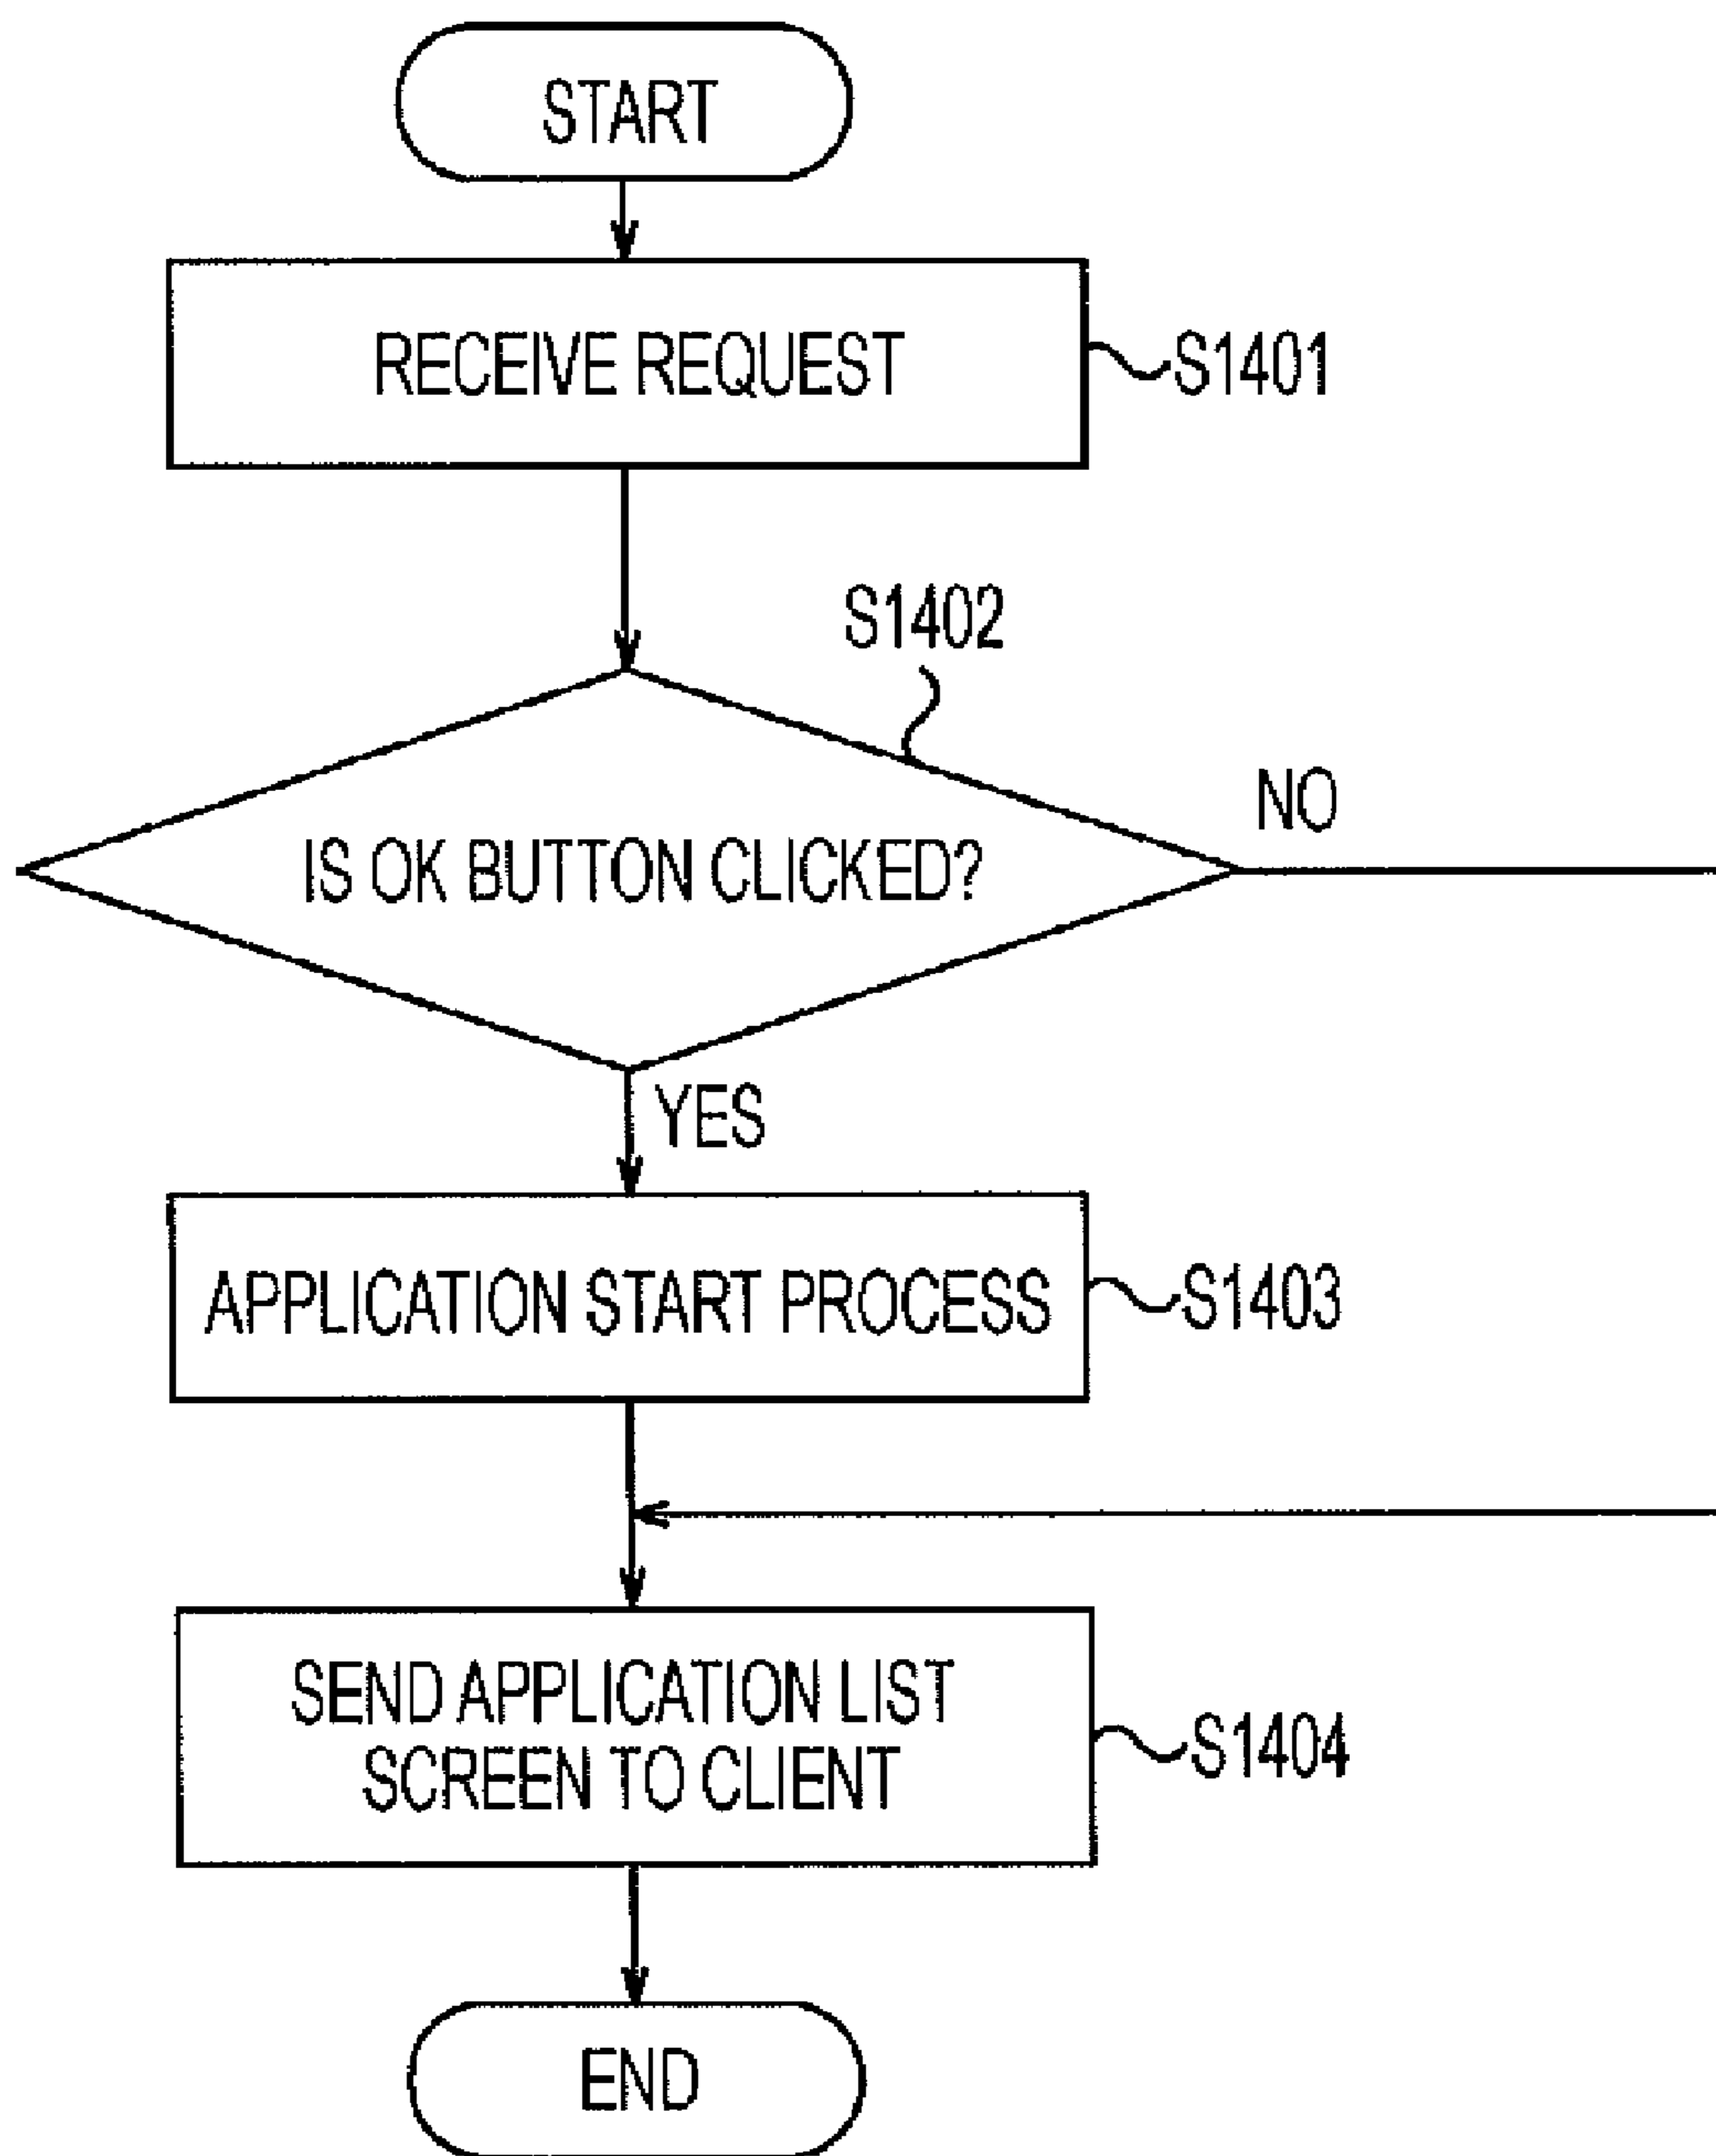 START
RECEIVE REQUEST
S1401
S1402
IS OK BUTTON CLICKED?
NO
YES
APPLICATION START PROCESS
S1403
SEND APPLICATION LIST
SCREEN TO CLIENT
S1404
END